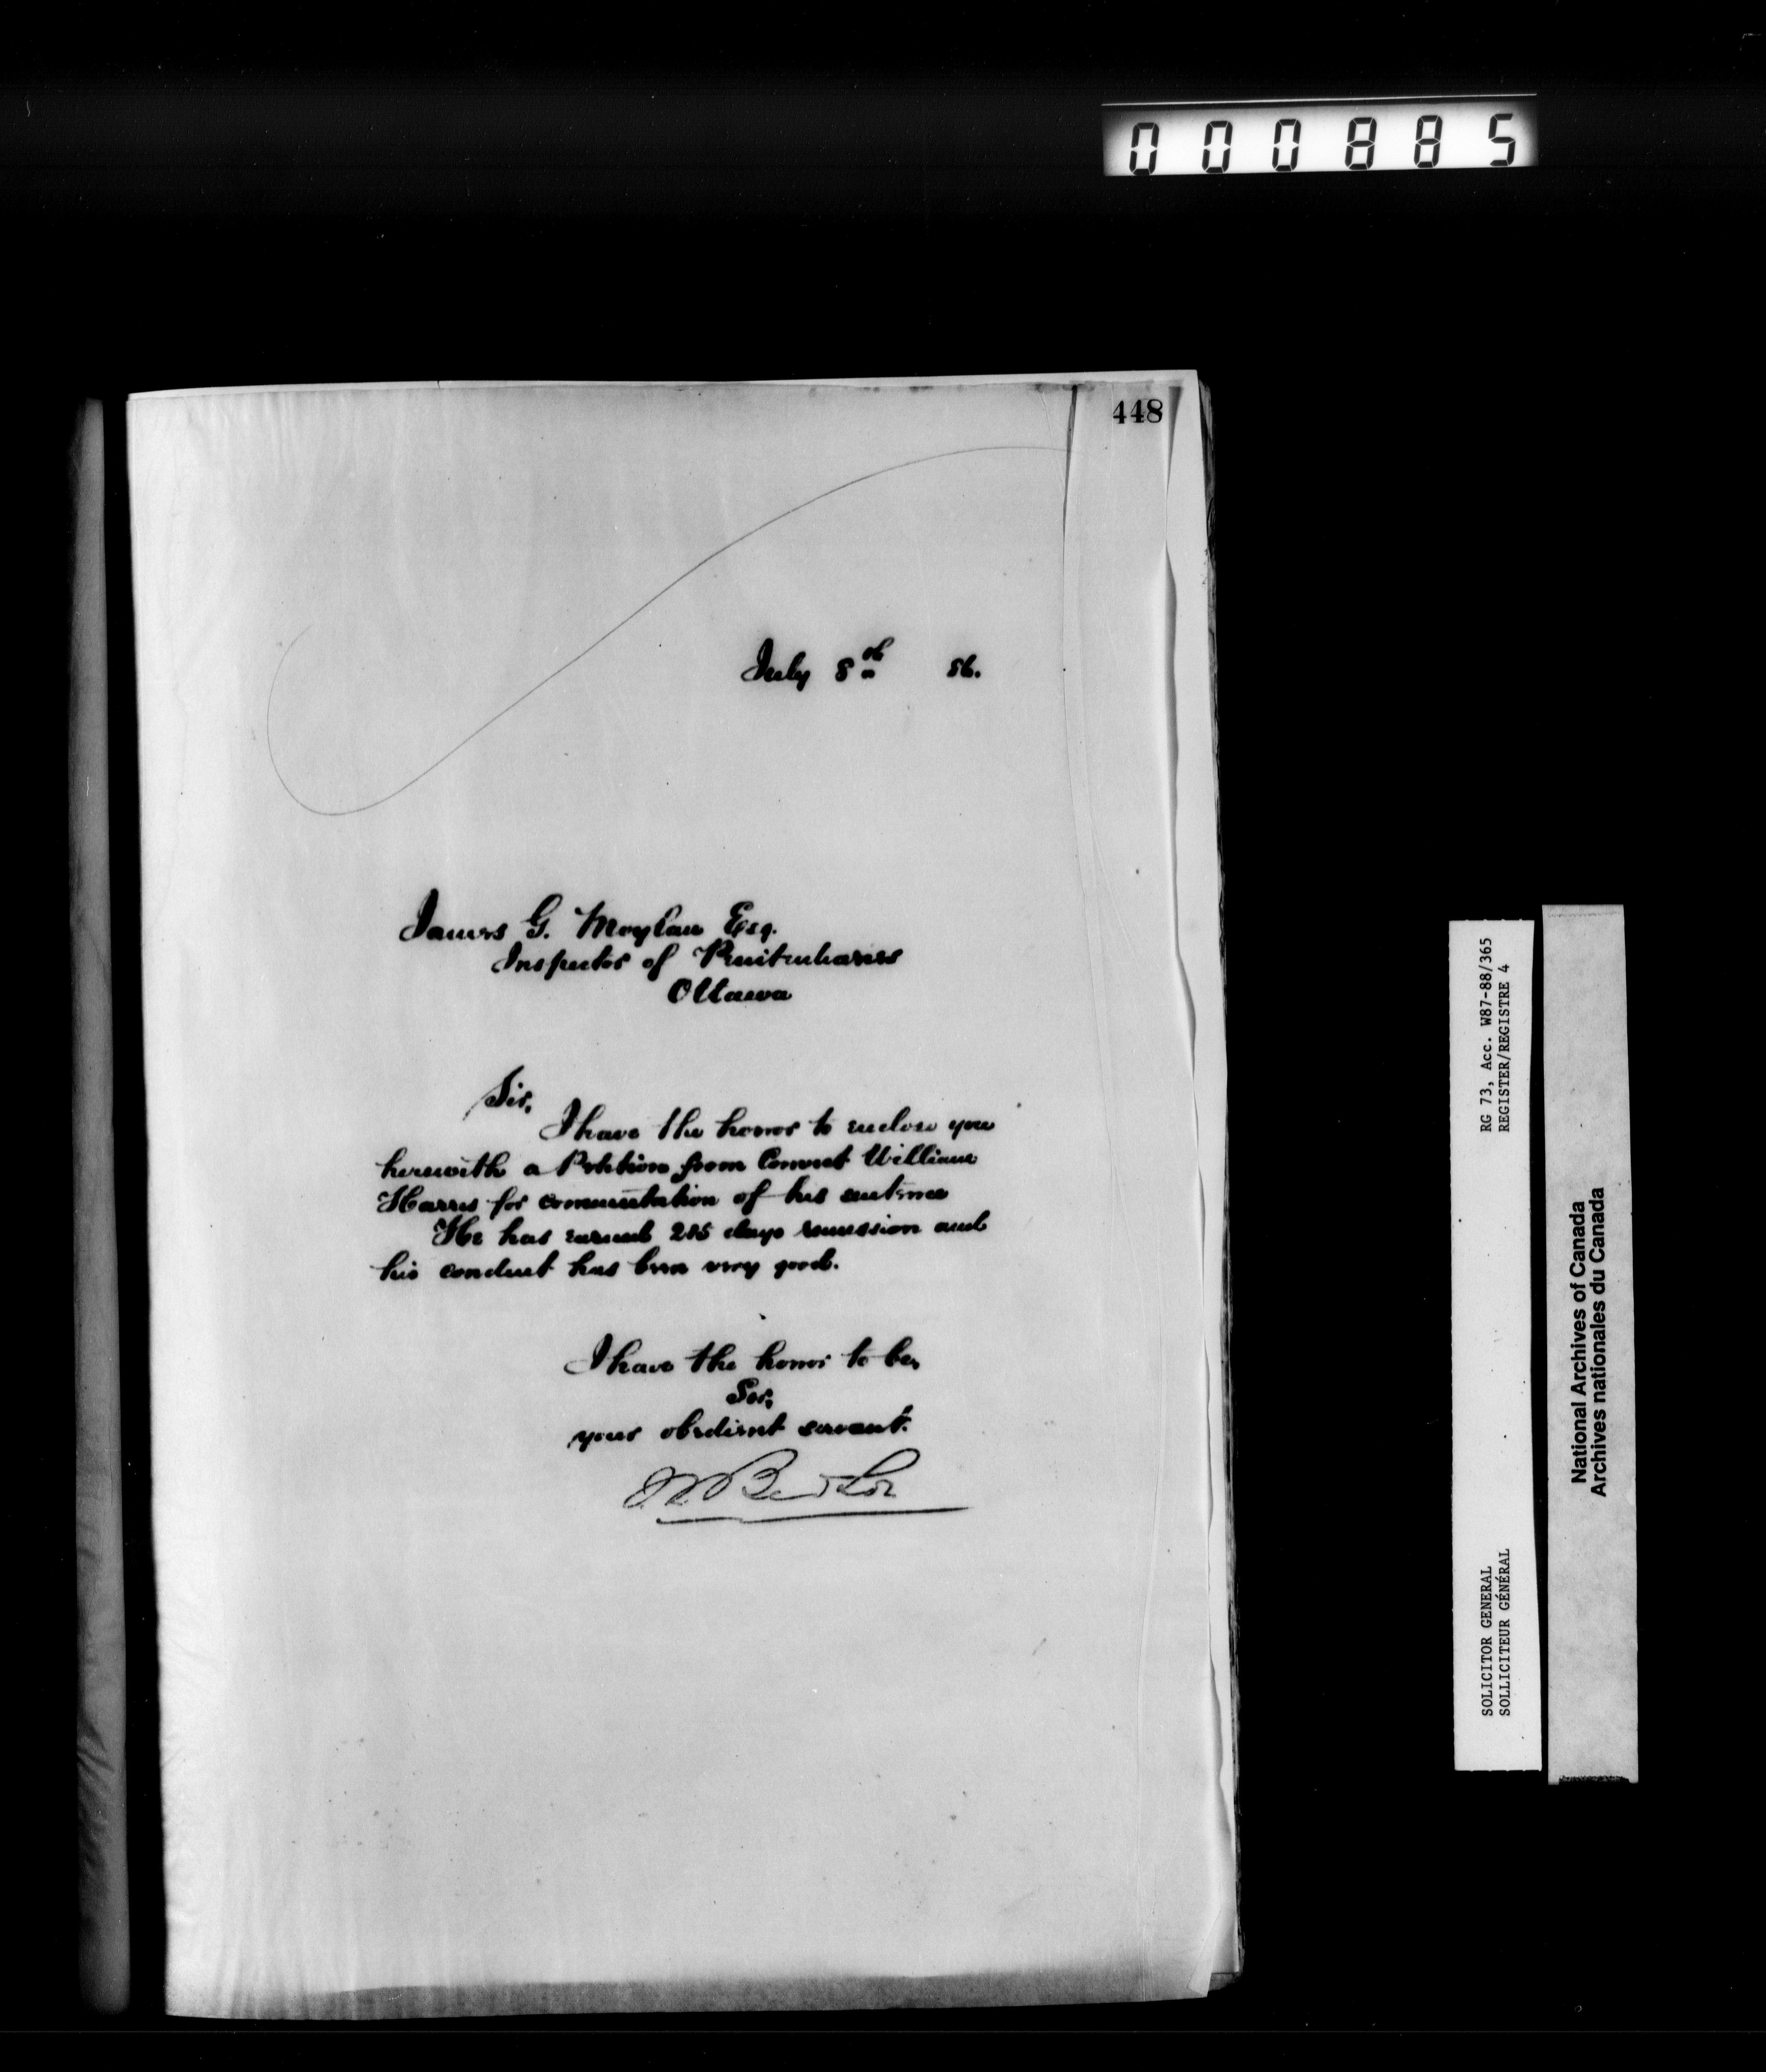 000885
448
July 8th 86.
James G. Moylan Esq.
Inspector of Penitentiaries
Ottawa
Sir,
I have the honor to enclose you
herewith a Petition from Convict William
Harris for commutation of his sentence
He has earned 285 days remission and
his conduct has been very good.
I have the honor to be,
Sir,
your obedient servant.
RG 73, Acc. W87-88/365
REGISTER/REGISTRE 4
SOLICITOR GENERAL
SOLLICITEUR GÉNÉRAL
National Archives of Canada
Archives nationales du Canada